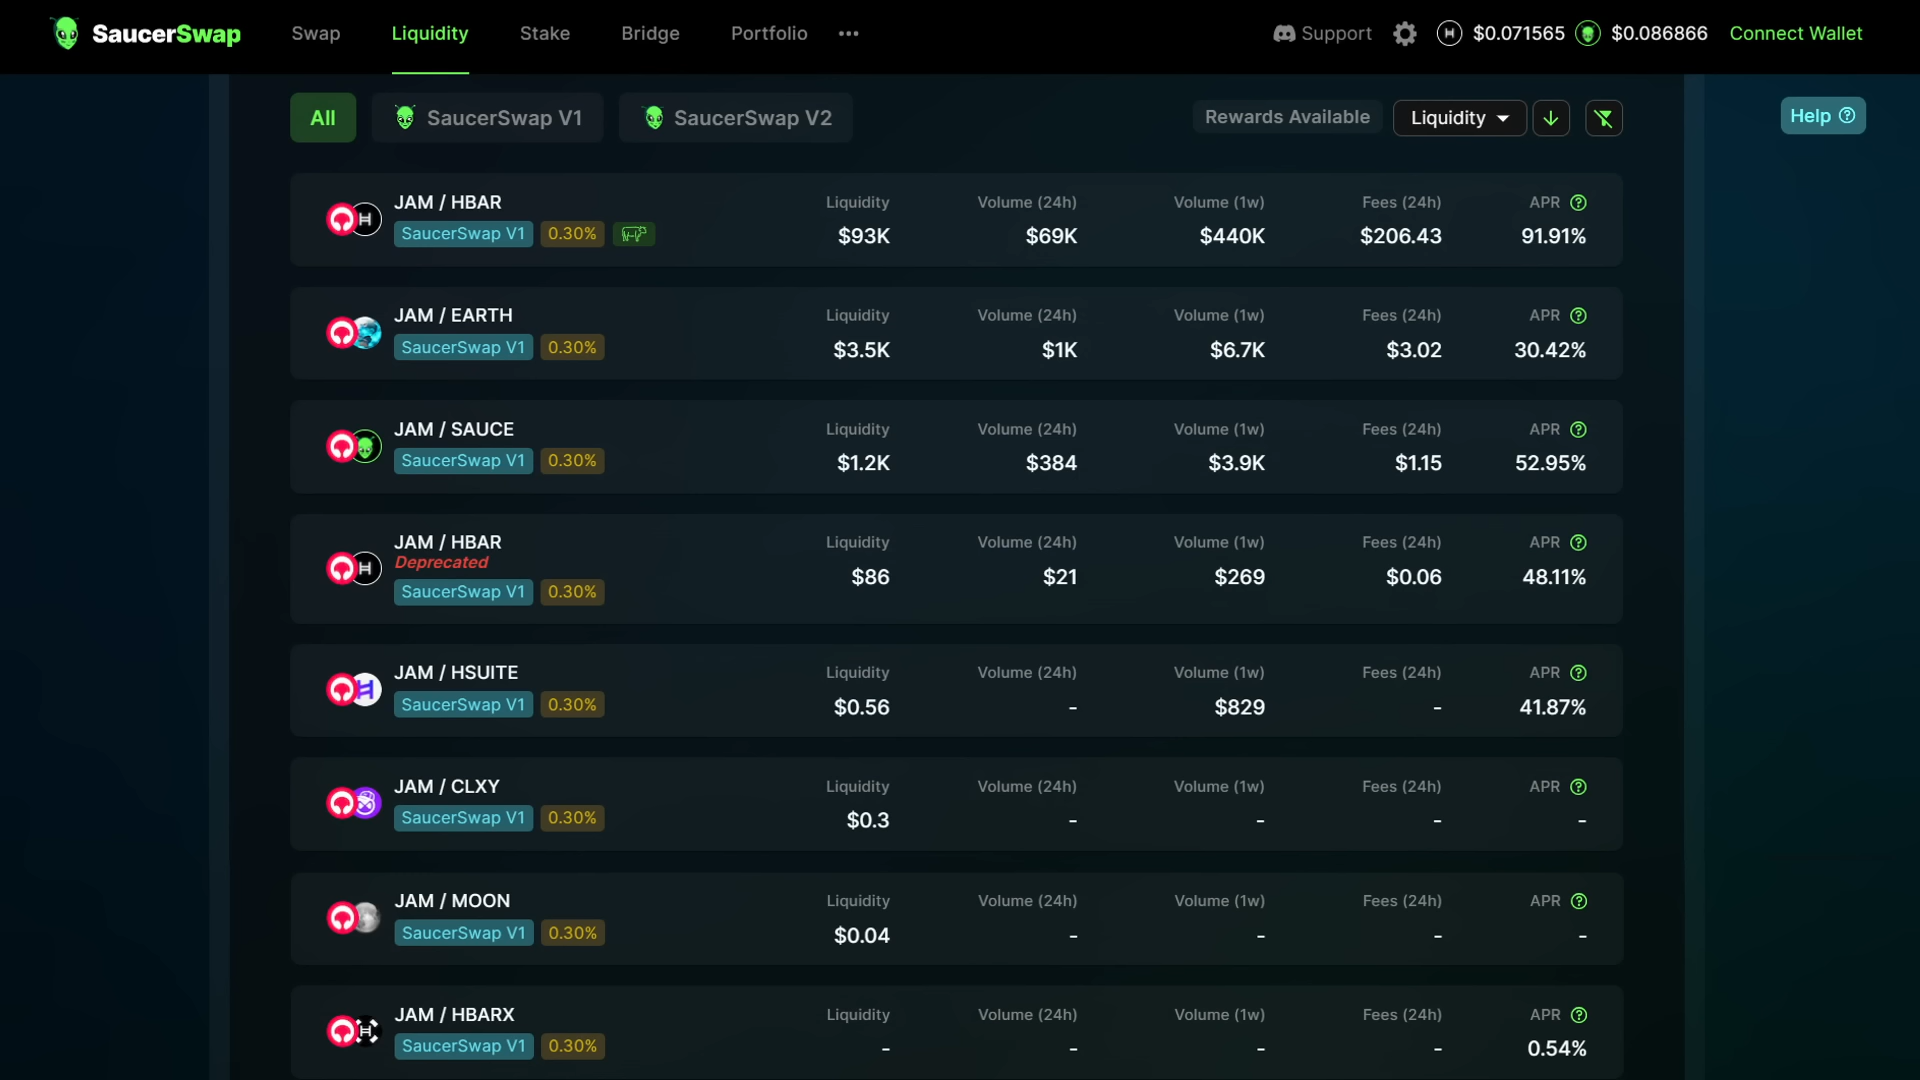 SaucerSwap Swap Liquidity Stake Bridge Portfolio ••• Support $0.071565 $0.086866 Connect Wallet
All SaucerSwap V1 SaucerSwap V2 Rewards Available Liquidity Help
JAM / HBAR Liquidity Volume (24h) Volume (1w) Fees (24h) APR
SaucerSwap V1 0.30% $93K $69K $440K $206.43 91.91%
JAM / EARTH Liquidity Volume (24h) Volume (1w) Fees (24h) APR
SaucerSwap V1 0.30% $3.5K $1K $6.7K $3.02 30.42%
JAM / SAUCE Liquidity Volume (24h) Volume (1w) Fees (24h) APR
SaucerSwap V1 0.30% $1.2K $384 $3.9K $1.15 52.95%
JAM / HBAR Liquidity Volume (24h) Volume (1w) Fees (24h) APR
Deprecated
SaucerSwap V1 0.30% $86 $21 $269 $0.06 48.11%
JAM / HSUITE Liquidity Volume (24h) Volume (1w) Fees (24h) APR
SaucerSwap V1 0.30% $0.56 - $829 - 41.87%
JAM / CLXY Liquidity Volume (24h) Volume (1w) Fees (24h) APR
SaucerSwap V1 0.30% $0.3 - - - -
JAM / MOON Liquidity Volume (24h) Volume (1w) Fees (24h) APR
SaucerSwap V1 0.30% $0.04 - - - -
JAM / HBARX Liquidity Volume (24h) Volume (1w) Fees (24h) APR
SaucerSwap V1 0.30% - - - - 0.54%